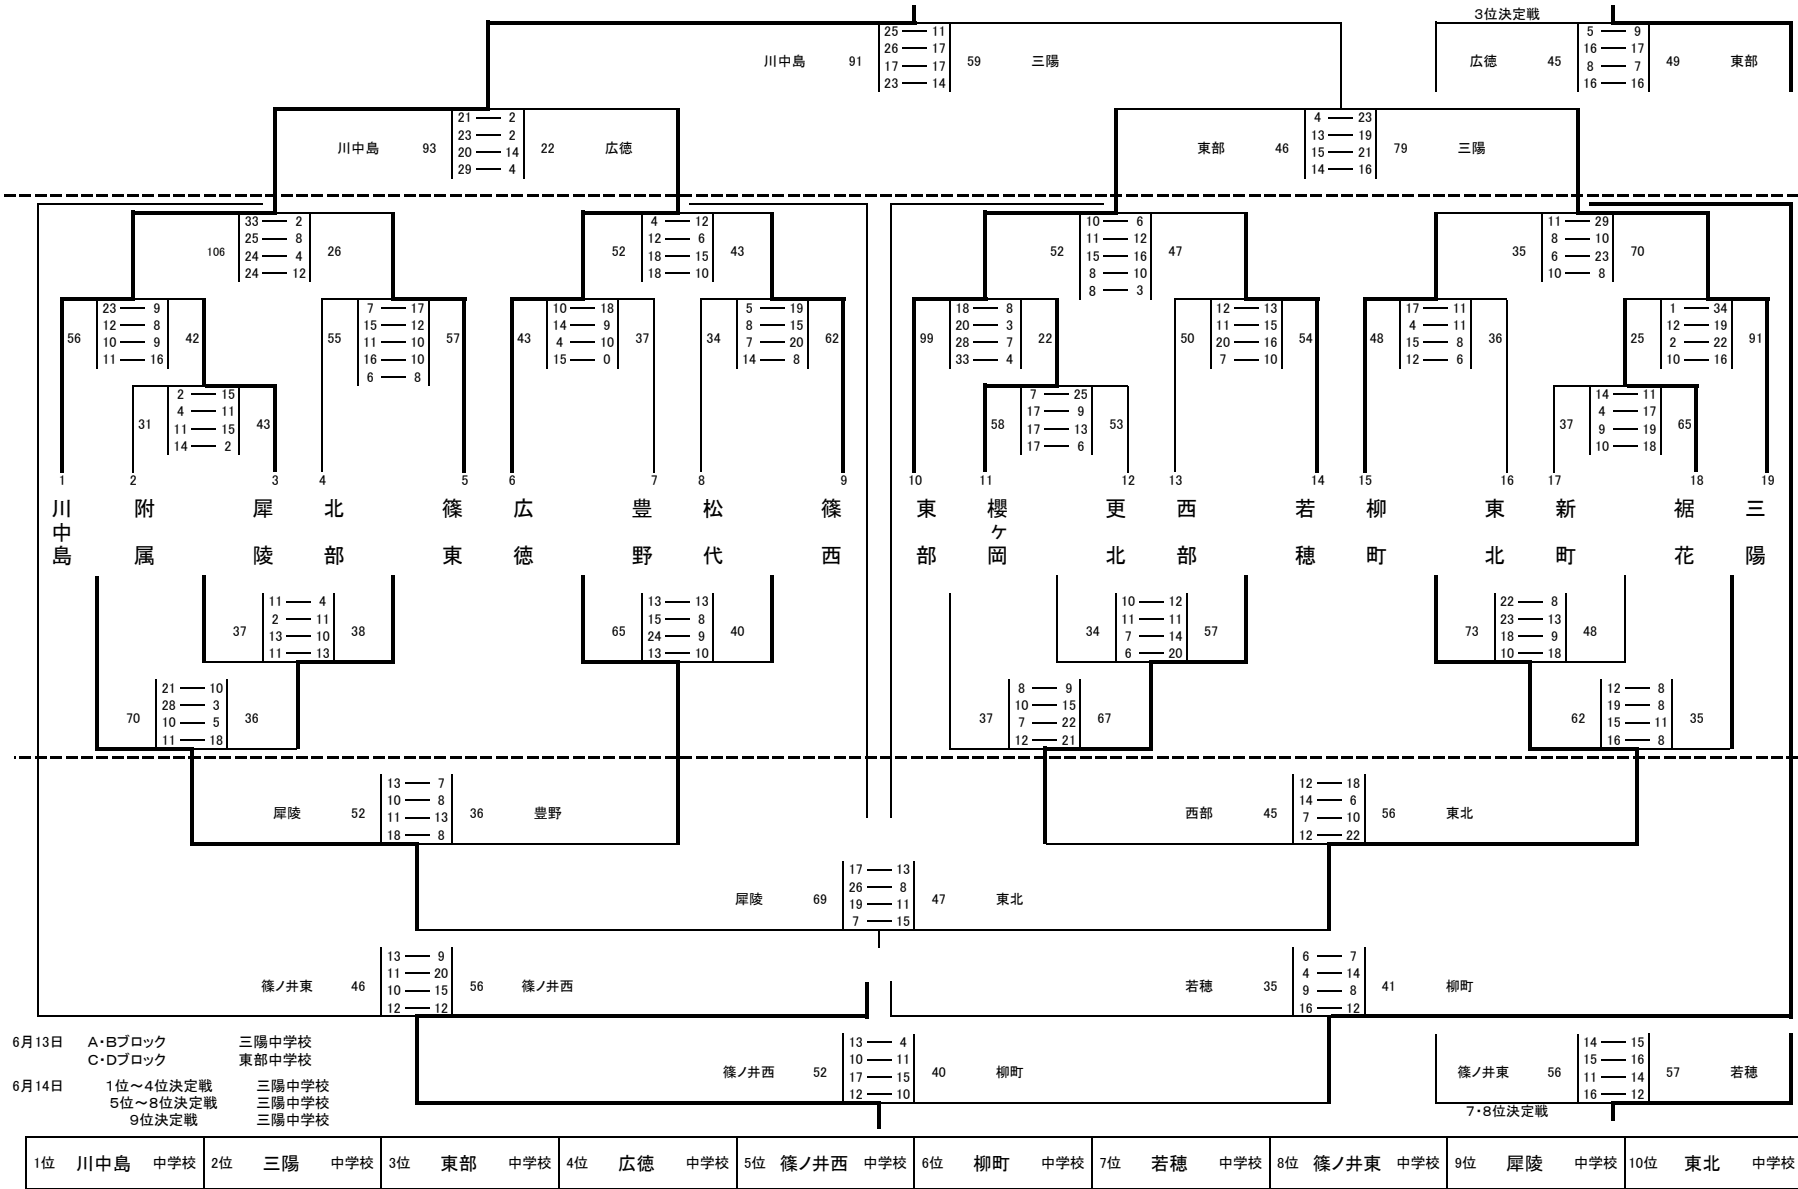 3位決定戦
川中島 91 25 11 59 三陽
26 17
17 17
23 14
広徳 45 5 9 49 東部
16 17
8 7
16 16
川中島 93 21 2 22 広徳
23 2
20 14
29 4
東部 46 4 23 79 三陽
13 19
15 21
14 16
106 33 2 26
25 8
24 4
24 12
52 4 12 43
12 6
18 15
18 10
52 10 6 47
11 12
15 16
8 10
8 3
35 11 29 70
8 10
6 23
10 8
56 23 9 42
12 8
10 9
11 16
55 7 17 57
15 12
11 10
16 10
6 8
43 10 18 37
14 9
4 10
15 0
34 5 19 62
8 15
7 20
14 8
99 18 8 22
20 3
28 7
33 4
50 12 13 54
11 15
20 16
7 10
48 17 11 36
4 11
15 8
12 6
25 1 34 91
12 19
2 22
10 16
31 2 15 43
4 11
11 15
14 2
58 7 25 53
17 9
17 13
17 6
37 14 11 65
4 17
9 19
10 18
1 2 3 4 5 6 7 8 9 10 11 12 13 14 15 16 17 18 19
川中島
附属
犀陵
北部
篠東
広徳
豊野
松代
篠西
東部
櫻ヶ岡
更北
西部
若穂
柳町
東北
新町
裾花
三陽
37 11 4 38
2 11
13 10
11 13
65 13 13 40
15 8
24 9
13 10
34 10 12 57
11 11
7 14
6 20
73 22 8 48
23 13
18 9
10 18
70 21 10 36
28 3
10 5
11 18
37 8 9 67
10 15
7 22
12 21
62 12 8 35
19 8
15 11
16 8
犀陵 52 13 7 36 豊野
10 8
11 13
18 8
西部 45 12 18 56 東北
14 6
7 10
12 22
犀陵 69 17 13 47 東北
26 8
19 11
7 15
篠ノ井東 46 13 9 56 篠ノ井西
11 20
10 15
12 12
若穂 35 6 7 41 柳町
4 14
9 8
16 12
篠ノ井西 52 13 4 40 柳町
10 11
17 15
12 10
篠ノ井東 56 14 15 57 若穂
15 16
11 14
16 12
7・8位決定戦
6月13日 A・Bブロック 三陽中学校
C・Dブロック 東部中学校
6月14日 1位～4位決定戦 三陽中学校
5位～8位決定戦 三陽中学校
9位決定戦 三陽中学校
1位 川中島 中学校 2位 三陽 中学校 3位 東部 中学校 4位 広徳 中学校 5位 篠ノ井西 中学校 6位 柳町 中学校 7位 若穂 中学校 8位 篠ノ井東 中学校 9位 犀陵 中学校 10位 東北 中学校